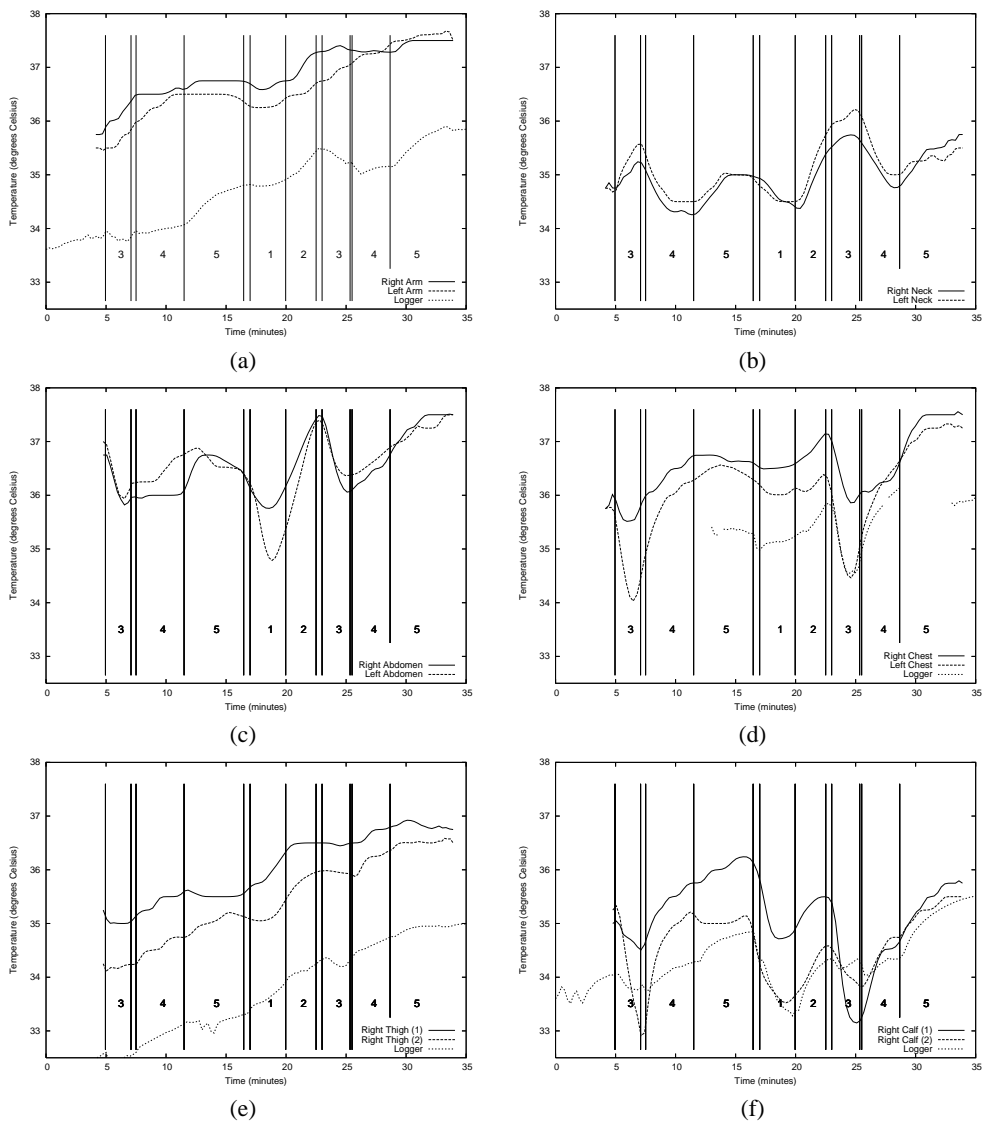 38
37
36
35
34
33
Temperature (degrees Celsius)
3 4 5 1 2 3 4 5
Right Arm
Left Arm
Logger
0 5 10 15 20 25 30 35
Time (minutes)
(a)
38
37
36
35
34
33
Temperature (degrees Celsius)
3 4 5 1 2 3 4 5
Right Neck
Left Neck
0 5 10 15 20 25 30 35
Time (minutes)
(b)
38
37
36
35
34
33
Temperature (degrees Celsius)
3 4 5 1 2 3 4 5
Right Abdomen
Left Abdomen
0 5 10 15 20 25 30 35
Time (minutes)
(c)
38
37
36
35
34
33
Temperature (degrees Celsius)
3 4 5 1 2 3 4 5
Right Chest
Left Chest
Logger
0 5 10 15 20 25 30 35
Time (minutes)
(d)
38
37
36
35
34
33
Temperature (degrees Celsius)
3 4 5 1 2 3 4 5
Right Thigh (1)
Right Thigh (2)
Logger
0 5 10 15 20 25 30 35
Time (minutes)
(e)
38
37
36
35
34
33
Temperature (degrees Celsius)
3 4 5 1 2 3 4 5
Right Calf (1)
Right Calf (2)
Logger
0 5 10 15 20 25 30 35
Time (minutes)
(f)